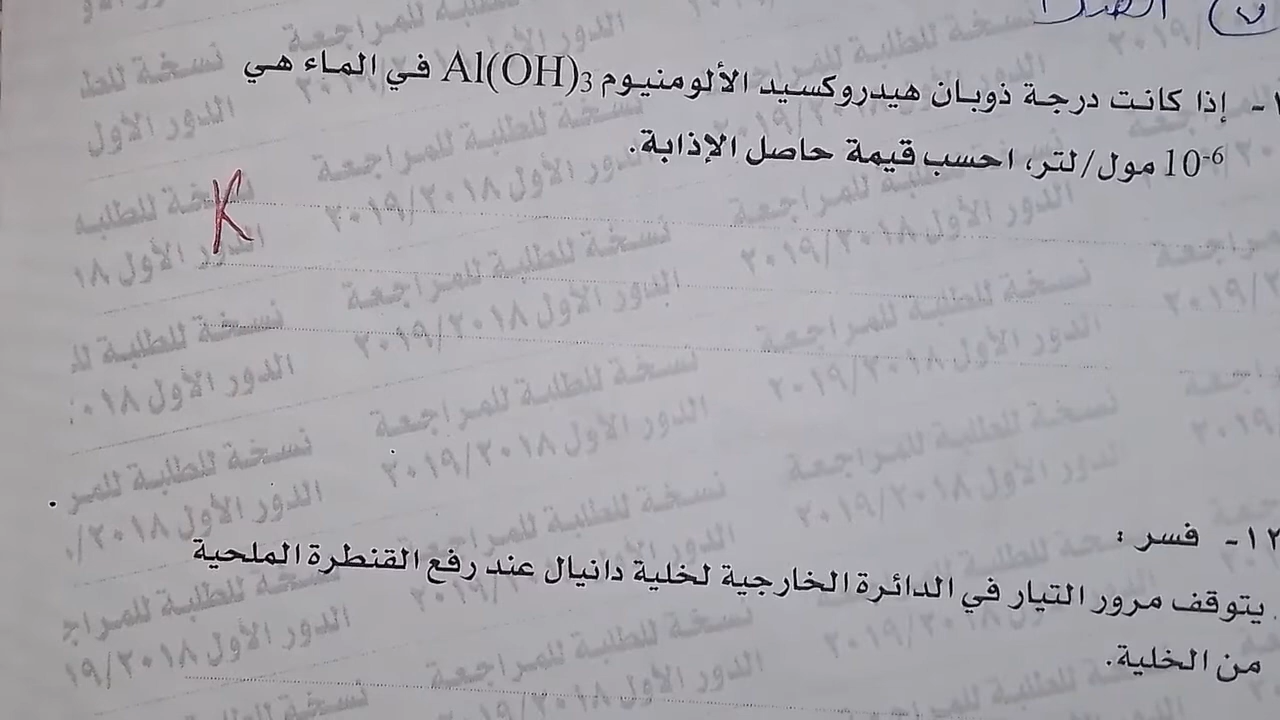 إذا كانت درجة ذوبان هيدروكسيد الألومنيوم Al(OH)₃ في الماء هي
10⁻⁶ مول/لتر، احسب قيمة حاصل الإذابة.
K
١٢- فسر :
يتوقف مرور التيار في الدائرة الخارجية لخلية دانيال عند رفع القنطرة الملحية
من الخلية.
نسخة للطلبة للمراجعة
الدور الأول ٢٠١٩/٢٠١٨